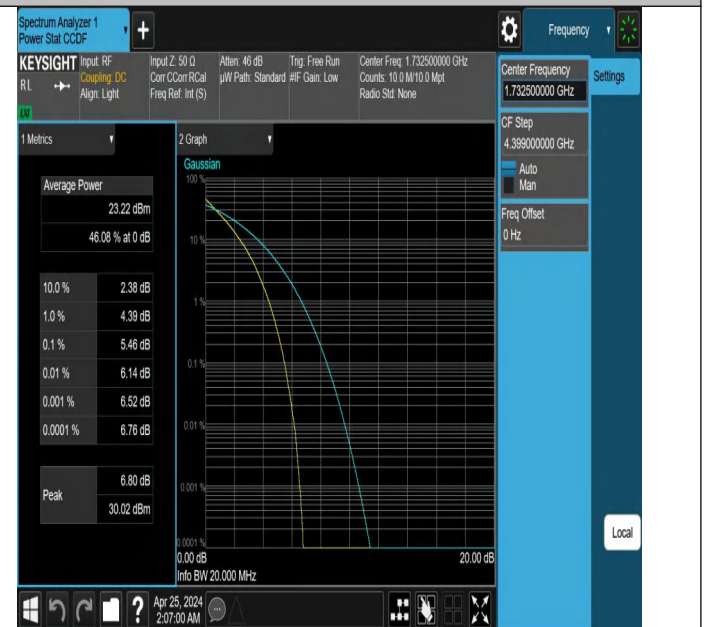 Spectrum Analyzer 1
Power Stat CCDF
+
Frequency
KEYSIGHT
RL
LXI
Input: RF
Coupling: DC
Align: Light
Input Z: 50 Ω
Corr CCorr RCal
Freq Ref: Int (S)
Atten: 46 dB
µW Path: Standard
Trig: Free Run
#IF Gain: Low
Center Freq: 1.732500000 GHz
Counts: 10.0 M/10.0 Mpt
Radio Std: None
Center Frequency
1.732500000 GHz
Settings
CF Step
4.399000000 GHz
Auto
Man
Freq Offset
0 Hz
1 Metrics
Average Power
23.22 dBm
46.08 % at 0 dB
10.0 % 2.38 dB
1.0 % 4.39 dB
0.1 % 5.46 dB
0.01 % 6.14 dB
0.001 % 6.52 dB
0.0001 % 6.76 dB
Peak 6.80 dB
30.02 dBm
2 Graph
Gaussian
100 %
10 %
1 %
0.1 %
0.01 %
0.001 %
0.0001 %
0.00 dB 20.00 dB
Info BW 20.000 MHz
Local
?
Apr 25, 2024
2:07:00 AM